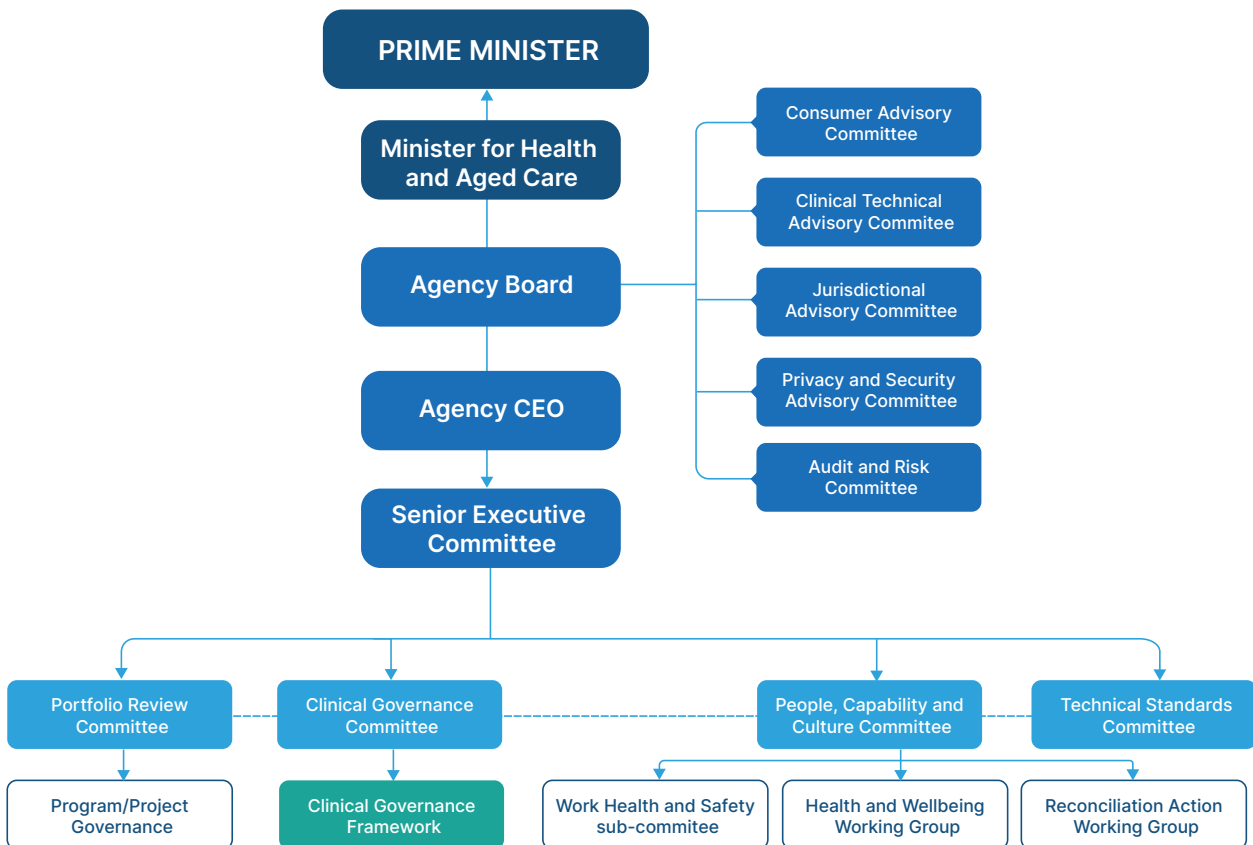 PRIME MINISTER
Minister for Health
and Aged Care
Agency Board
Agency CEO
Senior Executive
Committee
Consumer Advisory
Committee
Clinical Technical
Advisory Commitee
Jurisdictional
Advisory Committee
Privacy and Security
Advisory Committee
Audit and Risk
Committee
Portfolio Review
Committee
Clinical Governance
Committee
People, Capability and
Culture Committee
Technical Standards
Committee
Program/Project
Governance
Clinical Governance
Framework
Work Health and Safety
sub-commitee
Health and Wellbeing
Working Group
Reconciliation Action
Working Group